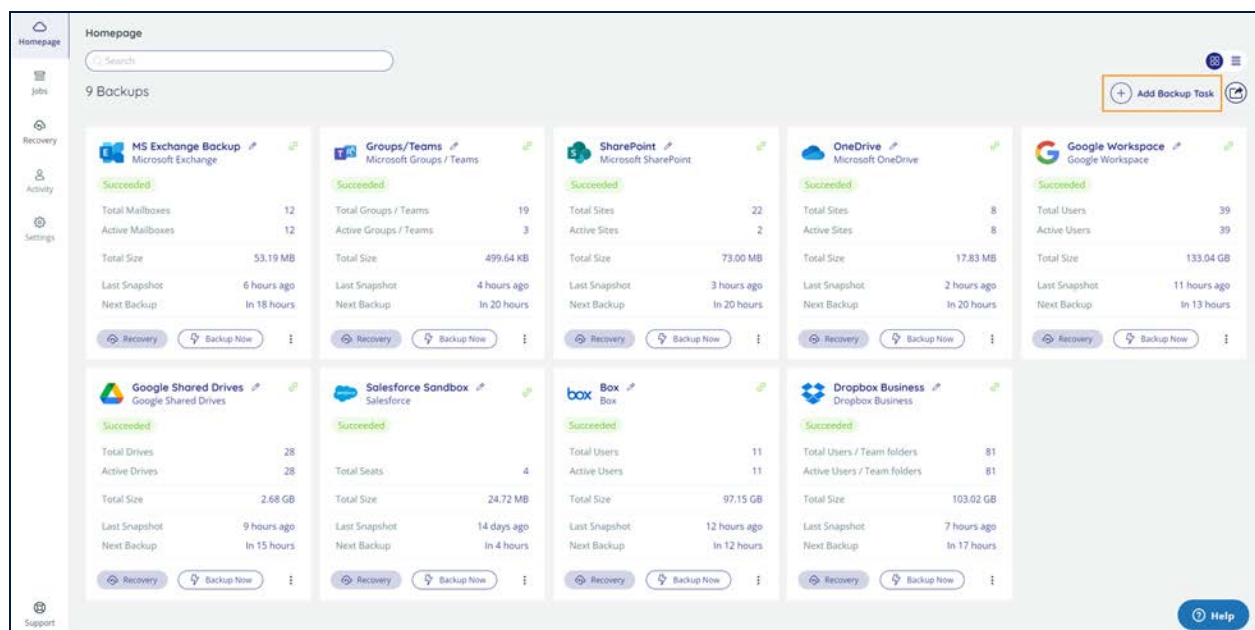 Homepage
Jobs
Recovery
Activity
Settings
Support
Homepage
Search
9 Backups
Add Backup Task
MS Exchange Backup
Microsoft Exchange
Succeeded
Total Mailboxes 12
Active Mailboxes 12
Total Size 53.19 MB
Last Snapshot 6 hours ago
Next Backup In 18 hours
Recovery Backup Now
Groups/Teams
Microsoft Groups / Teams
Succeeded
Total Groups / Teams 19
Active Groups / Teams 3
Total Size 499.64 KB
Last Snapshot 4 hours ago
Next Backup In 20 hours
Recovery Backup Now
SharePoint
Microsoft SharePoint
Succeeded
Total Sites 22
Active Sites 2
Total Size 73.00 MB
Last Snapshot 3 hours ago
Next Backup In 20 hours
Recovery Backup Now
OneDrive
Microsoft OneDrive
Succeeded
Total Sites 8
Active Sites 8
Total Size 17.83 MB
Last Snapshot 2 hours ago
Next Backup In 20 hours
Recovery Backup Now
Google Workspace
Google Workspace
Succeeded
Total Users 39
Active Users 39
Total Size 133.04 GB
Last Snapshot 11 hours ago
Next Backup In 13 hours
Recovery Backup Now
Google Shared Drives
Google Shared Drives
Succeeded
Total Drives 28
Active Drives 28
Total Size 2.68 GB
Last Snapshot 9 hours ago
Next Backup In 15 hours
Recovery Backup Now
Salesforce Sandbox
Salesforce
Succeeded
Total Seats 4
Total Size 24.72 MB
Last Snapshot 14 days ago
Next Backup In 4 hours
Recovery Backup Now
box Box
Box
Succeeded
Total Users 11
Active Users 11
Total Size 97.15 GB
Last Snapshot 12 hours ago
Next Backup In 12 hours
Recovery Backup Now
Dropbox Business
Dropbox Business
Succeeded
Total Users / Team folders 81
Active Users / Team folders 81
Total Size 103.02 GB
Last Snapshot 7 hours ago
Next Backup In 17 hours
Recovery Backup Now
Help